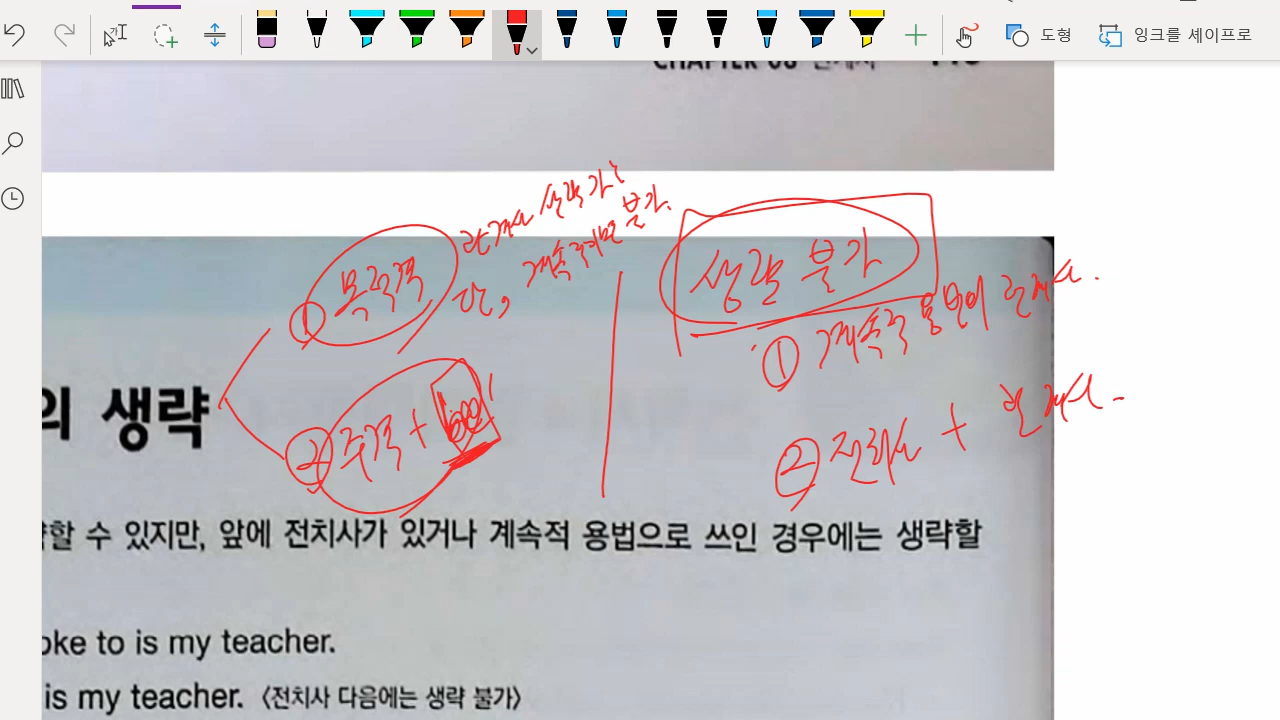 도형
잉크를 셰이프로
CHAPTER 08 관계사
관계사 생략 가능
단, 계속적이면 불가.
① 목적격
생략 불가
① 계속적 용법의 관계사.
의 생략
② 주격 + be
② 전치사 + 관계사.
할 수 있지만, 앞에 전치사가 있거나 계속적 용법으로 쓰인 경우에는 생략할
oke to is my teacher.
is my teacher. 〈전치사 다음에는 생략 불가〉